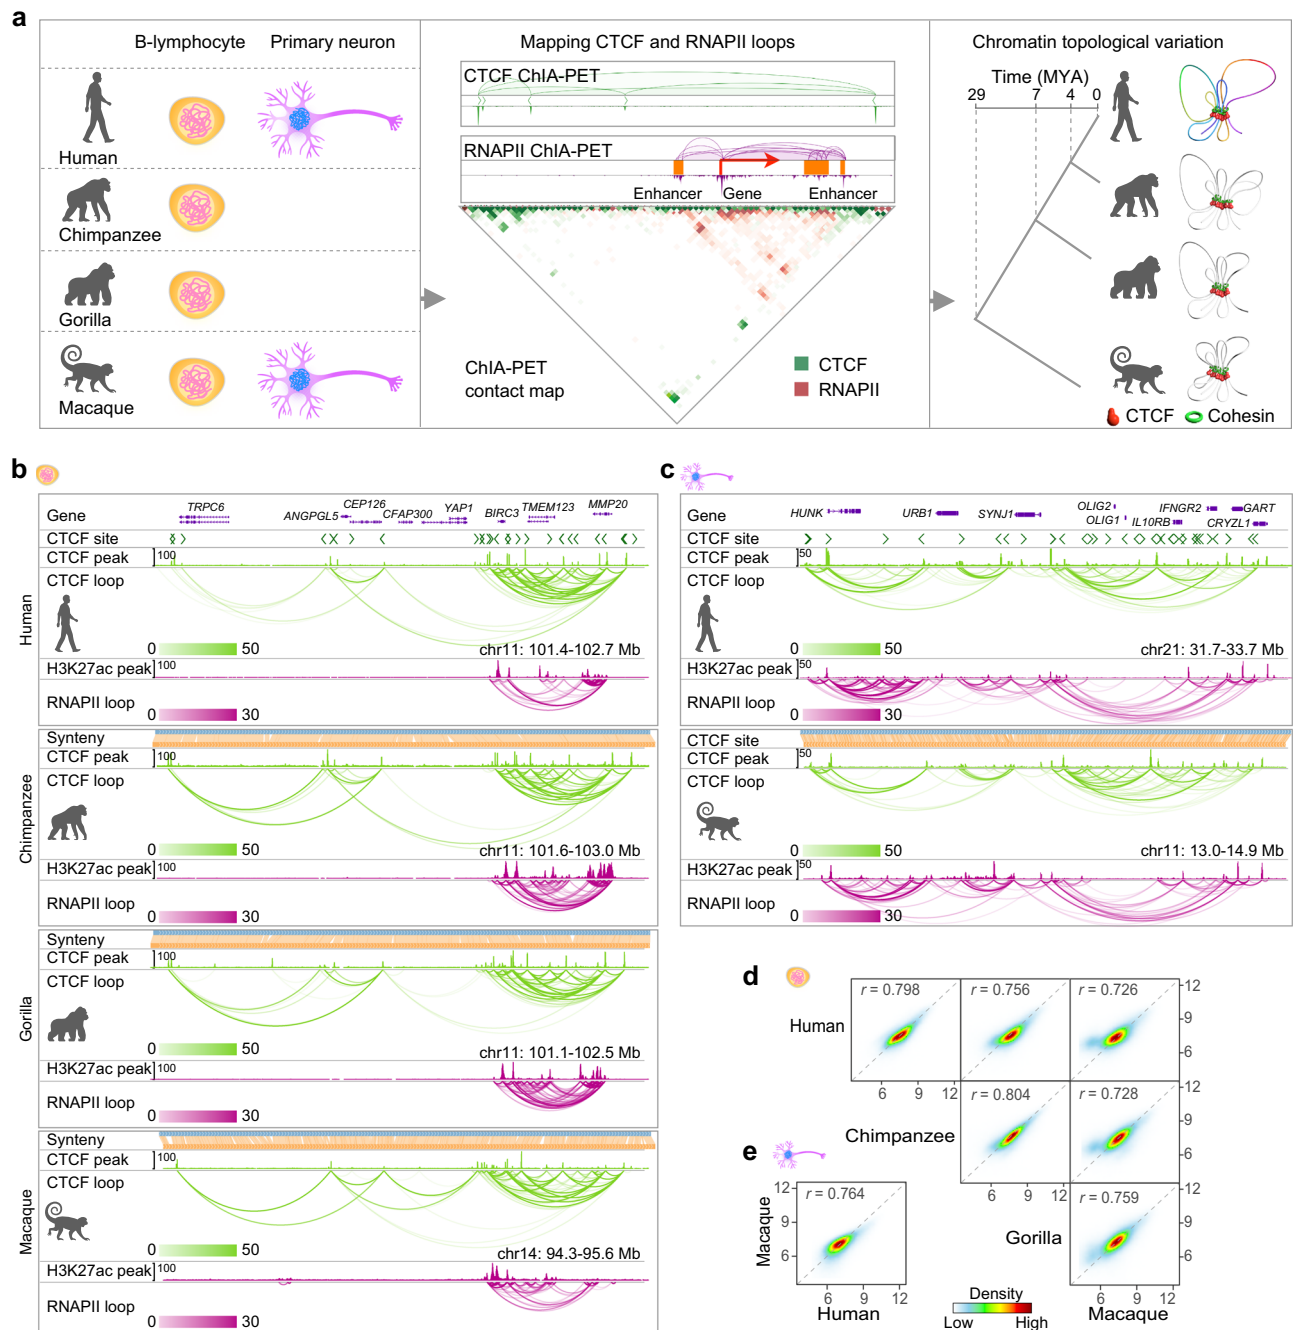 a
B-lymphocyte Primary neuron
Human
Chimpanzee
Gorilla
Macaque
Mapping CTCF and RNAPII loops
CTCF ChIA-PET
RNAPII ChIA-PET
Enhancer Gene Enhancer
ChIA-PET
contact map
CTCF
RNAPII
Chromatin topological variation
Time (MYA)
29 7 4 0
CTCF Cohesin
b
Human
Gene
TRPC6 ANGPGL5 CEP126 CFAP300 YAP1 BIRC3 TMEM123 MMP20
CTCF site
CTCF peak 100
CTCF loop
0 50
chr11: 101.4-102.7 Mb
H3K27ac peak 100
RNAPII loop
0 30
Chimpanzee
Synteny
CTCF peak 100
CTCF loop
0 50
chr11: 101.6-103.0 Mb
H3K27ac peak 100
RNAPII loop
0 30
Gorilla
Synteny
CTCF peak 100
CTCF loop
0 50
chr11: 101.1-102.5 Mb
H3K27ac peak 100
RNAPII loop
0 30
Macaque
Synteny
CTCF peak 100
CTCF loop
0 50
chr14: 94.3-95.6 Mb
H3K27ac peak 100
RNAPII loop
0 30
c
Gene
HUNK URB1 SYNJ1 OLIG2 OLIG1 IL10RB IFNGR2 CRYZL1 GART
CTCF site
CTCF peak 50
CTCF loop
0 50
chr21: 31.7-33.7 Mb
H3K27ac peak 50
RNAPII loop
0 30
CTCF site
CTCF peak 50
CTCF loop
0 50
chr11: 13.0-14.9 Mb
H3K27ac peak 50
RNAPII loop
0 30
d
Human
r = 0.798 r = 0.756 r = 0.726
12
9
6
6 9 12
Chimpanzee
r = 0.804 r = 0.728
12
9
6
6 9 12
Gorilla
r = 0.759
12
9
6
6 9 12
Macaque
e
Macaque
12
9
6
r = 0.764
6 9 12
Human
Density
Low High